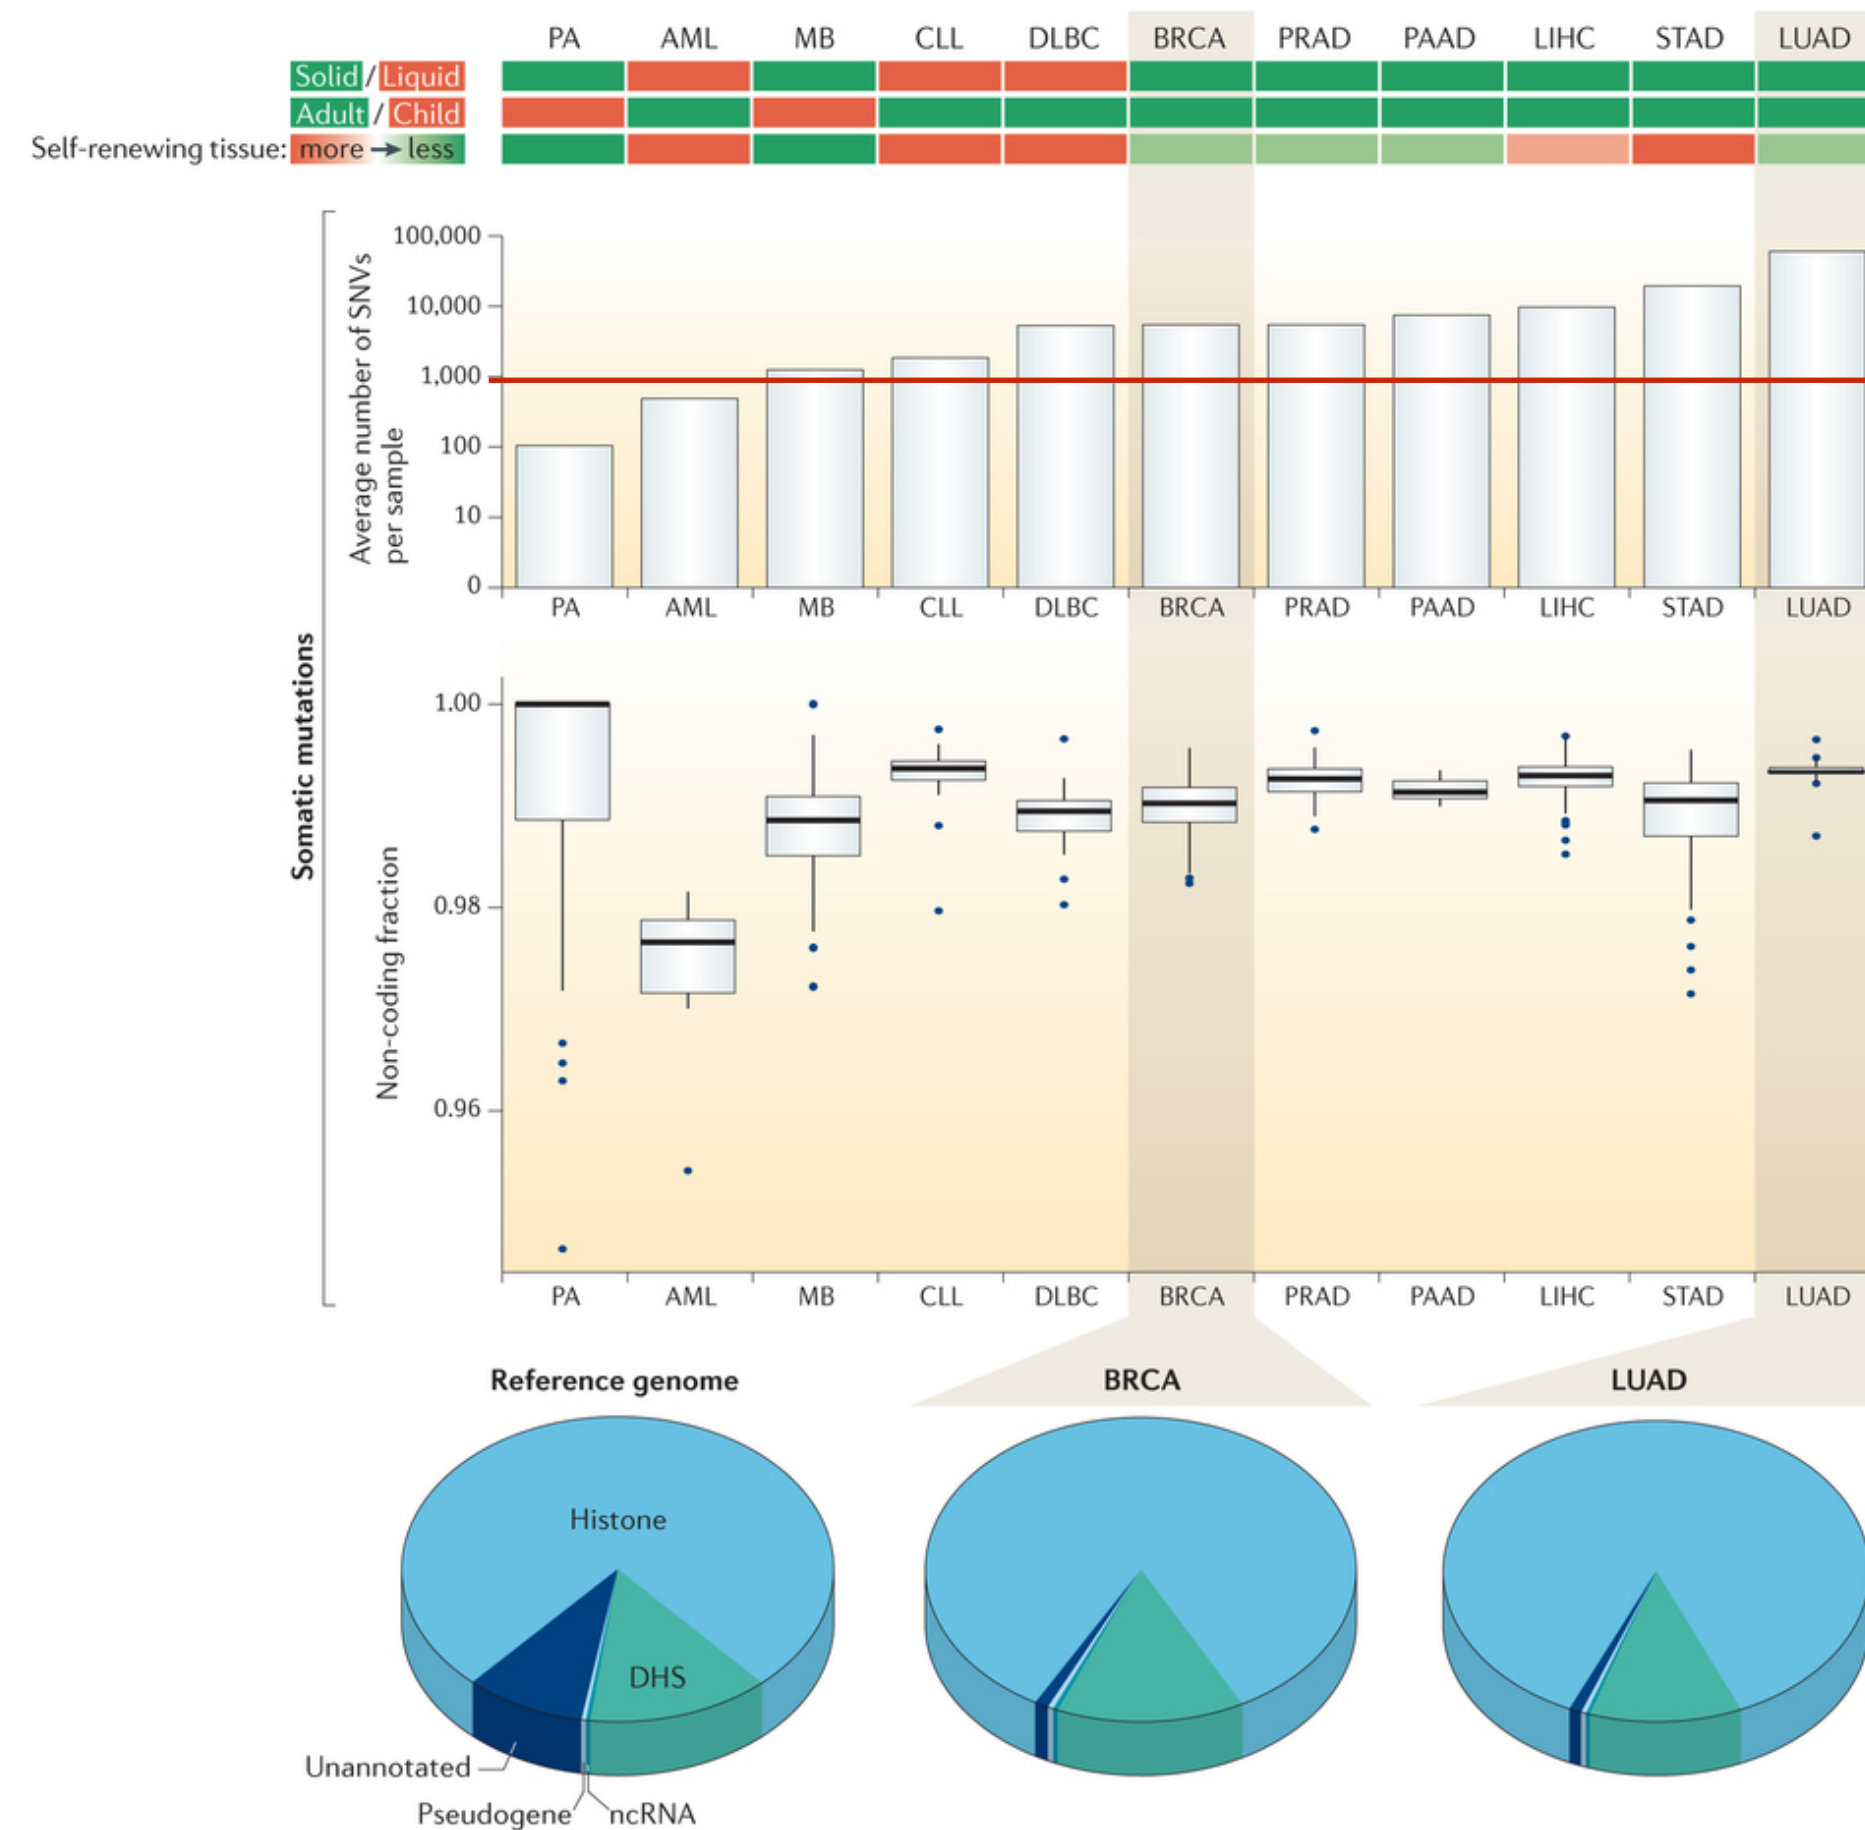 PA AML MB CLL DLBC BRCA PRAD PAAD LIHC STAD LUAD
Solid / Liquid
Adult / Child
Self-renewing tissue: more → less
Somatic mutations
Average number of SNVs
per sample
100,000
10,000
1,000
100
10
0
PA AML MB CLL DLBC BRCA PRAD PAAD LIHC STAD LUAD
Non-coding fraction
1.00
0.98
0.96
PA AML MB CLL DLBC BRCA PRAD PAAD LIHC STAD LUAD
Reference genome
BRCA
LUAD
Histone
DHS
Unannotated
Pseudogene
ncRNA